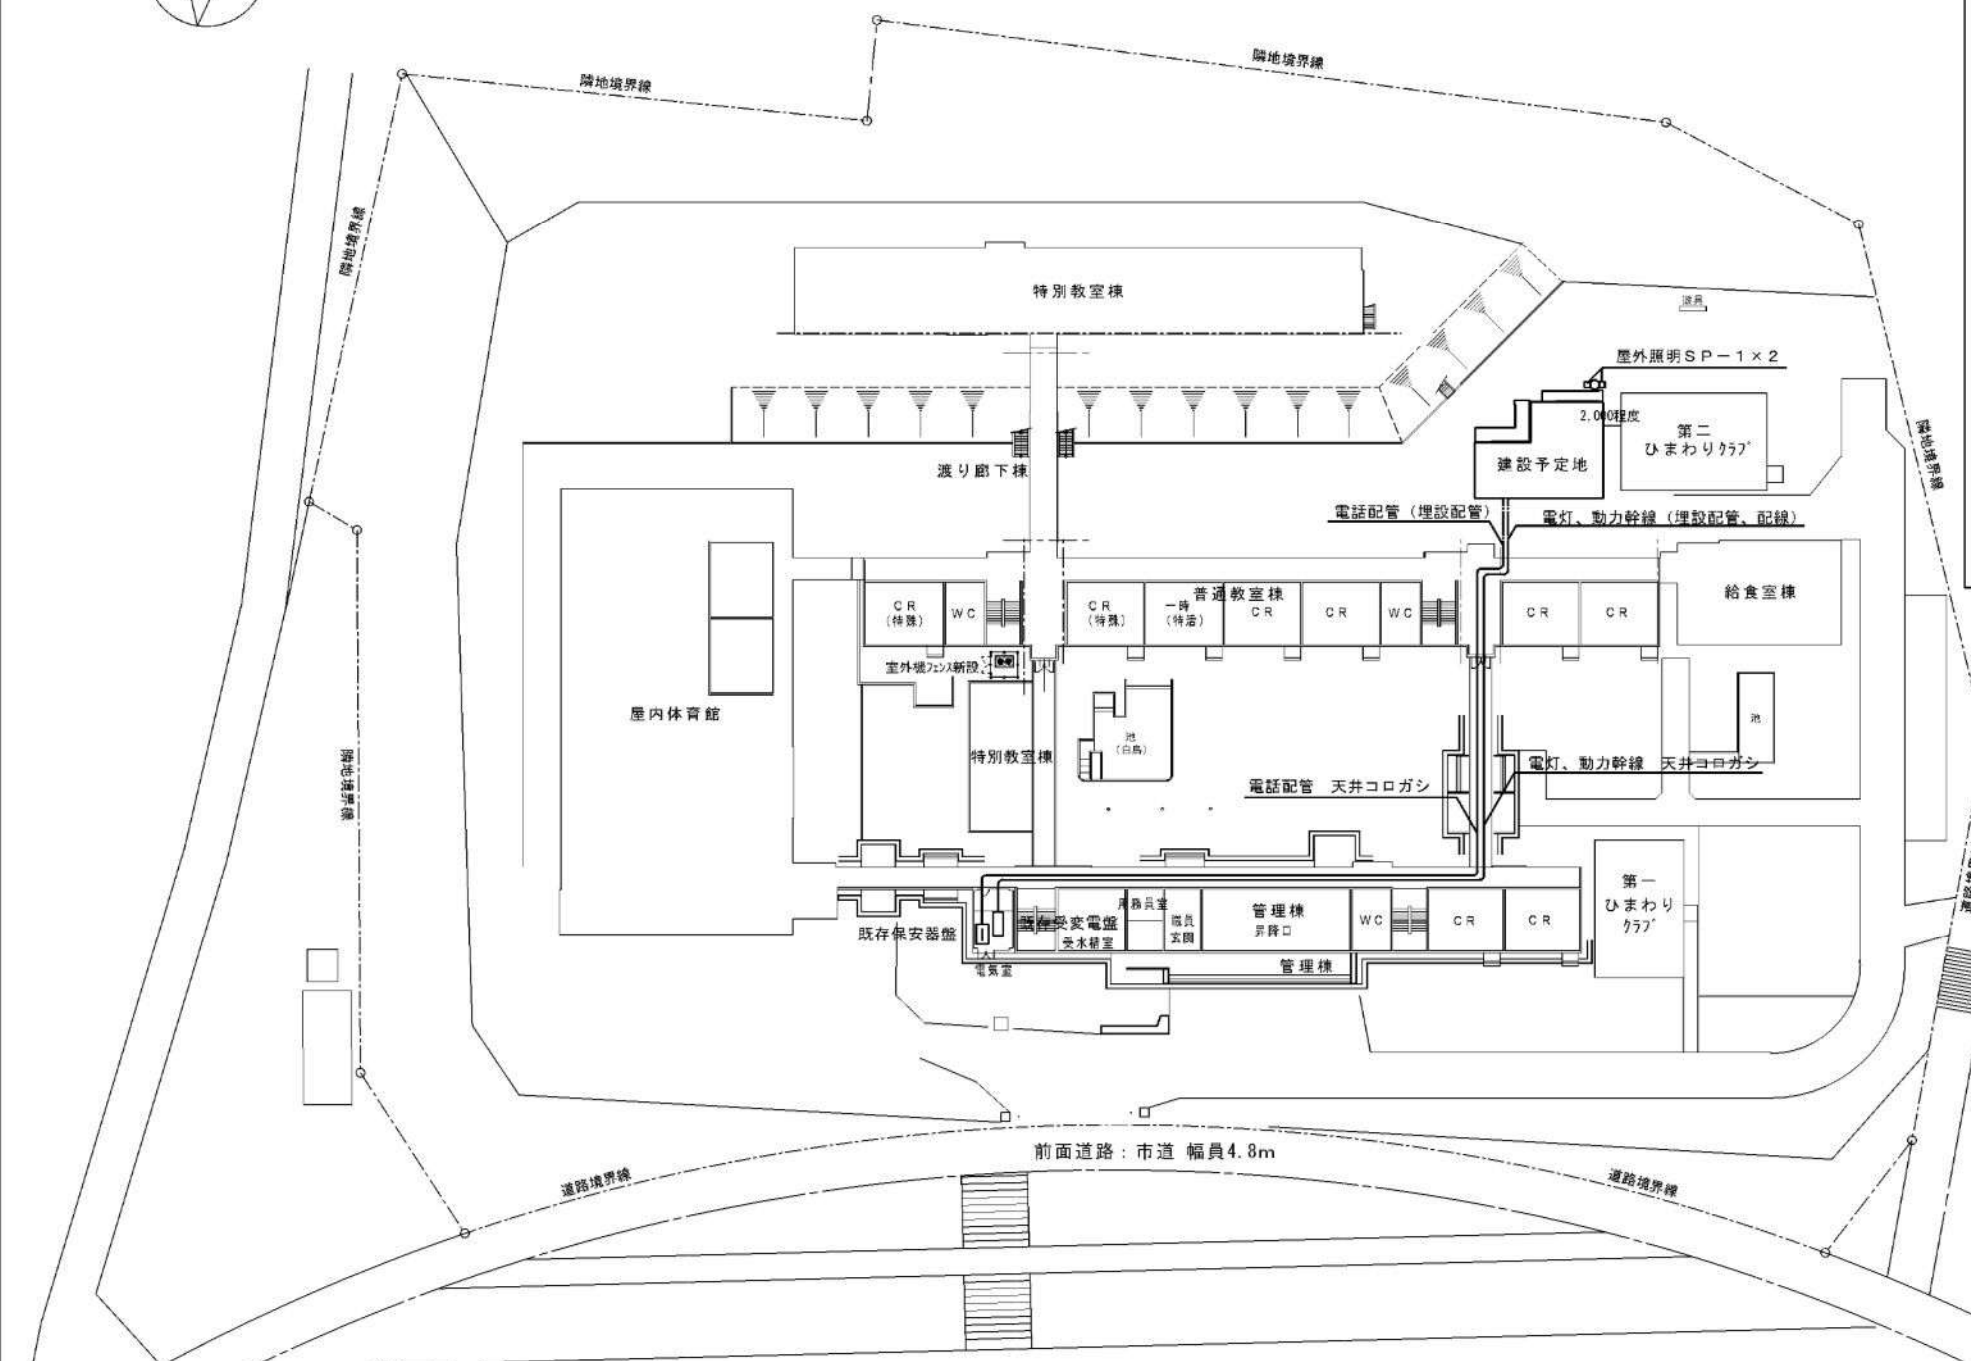 隣地境界線
隣地境界線
隣地境界線
特別教室棟
遊具
屋外照明SP−1×2
2.000程度
第二
ひまわりクラブ
建設予定地
隣地境界線
渡り廊下棟
電話配管（埋設配管）
電灯、動力幹線（埋設配管、配線）
普通教室棟
CR
（特殊）
WC
CR
（特殊）
一時
（特活）
CR
CR
WC
CR
CR
給食室棟
室外機フェンス新設
屋内体育館
特別教室棟
池
（白鳥）
池
隣地境界線
電灯、動力幹線　天井コロガシ
電話配管　天井コロガシ
第一
ひまわり
クラブ
既存保安器盤
既存受変電盤
受水槽室
電気室
用務員室
職員
玄関
管理棟
昇降口
WC
CR
CR
管理棟
前面道路：市道 幅員4.8m
道路境界線
道路境界線